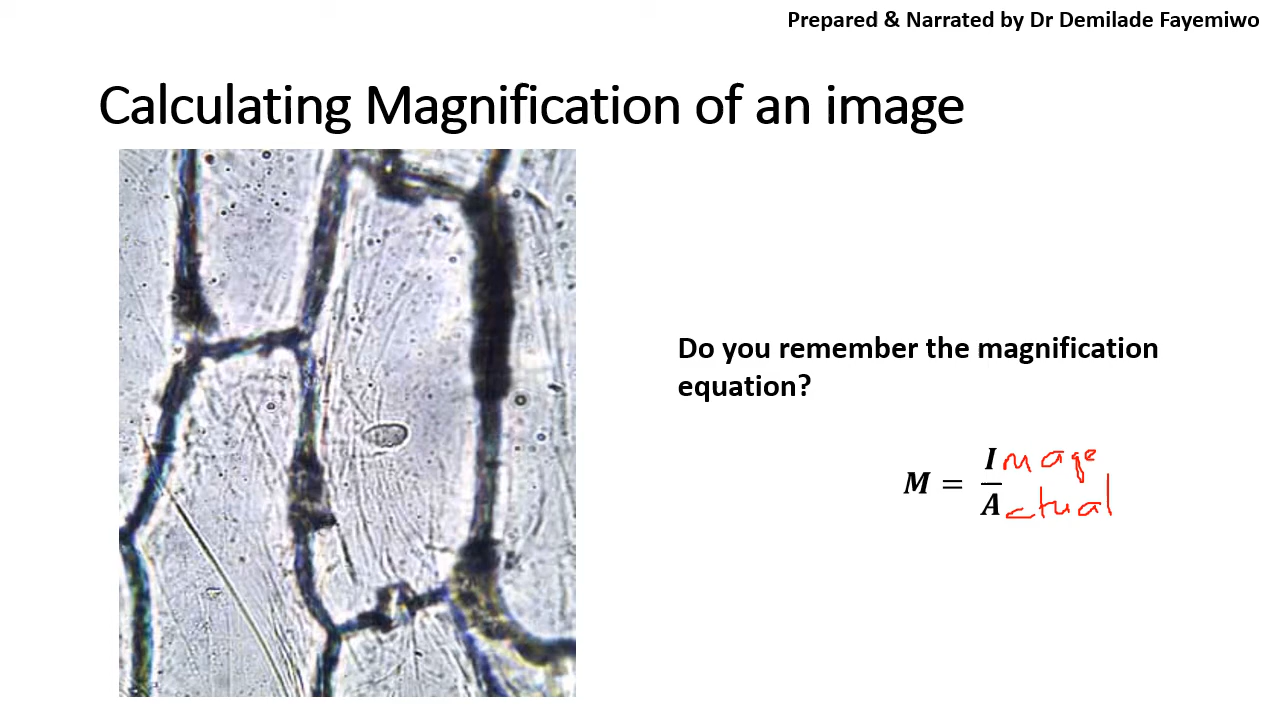 Prepared & Narrated by Dr Demilade Fayemiwo
Calculating Magnification of an image
Do you remember the magnification
equation?
M = Image
Actual